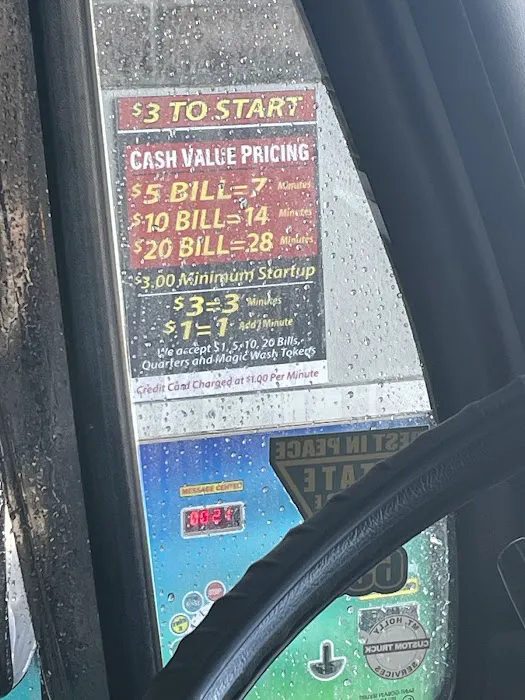 $3 TO START
CASH VALUE PRICING
$5 BILL=7 Minutes
$10 BILL=14 Minutes
$20 BILL=28 Minutes
$3.00 Minimum Startup
$3=3 Minutes
$1=1 Add'l Minute
We accept $1, 5, 10, 20 Bills,
Quarters and Magic Wash Tokens
Credit Card Charged at $1.00 Per Minute
REST IN PEACE
TATE
MESSAGE CENTER
MT. HOLLY
CUSTOM TRUCK
SERVICES